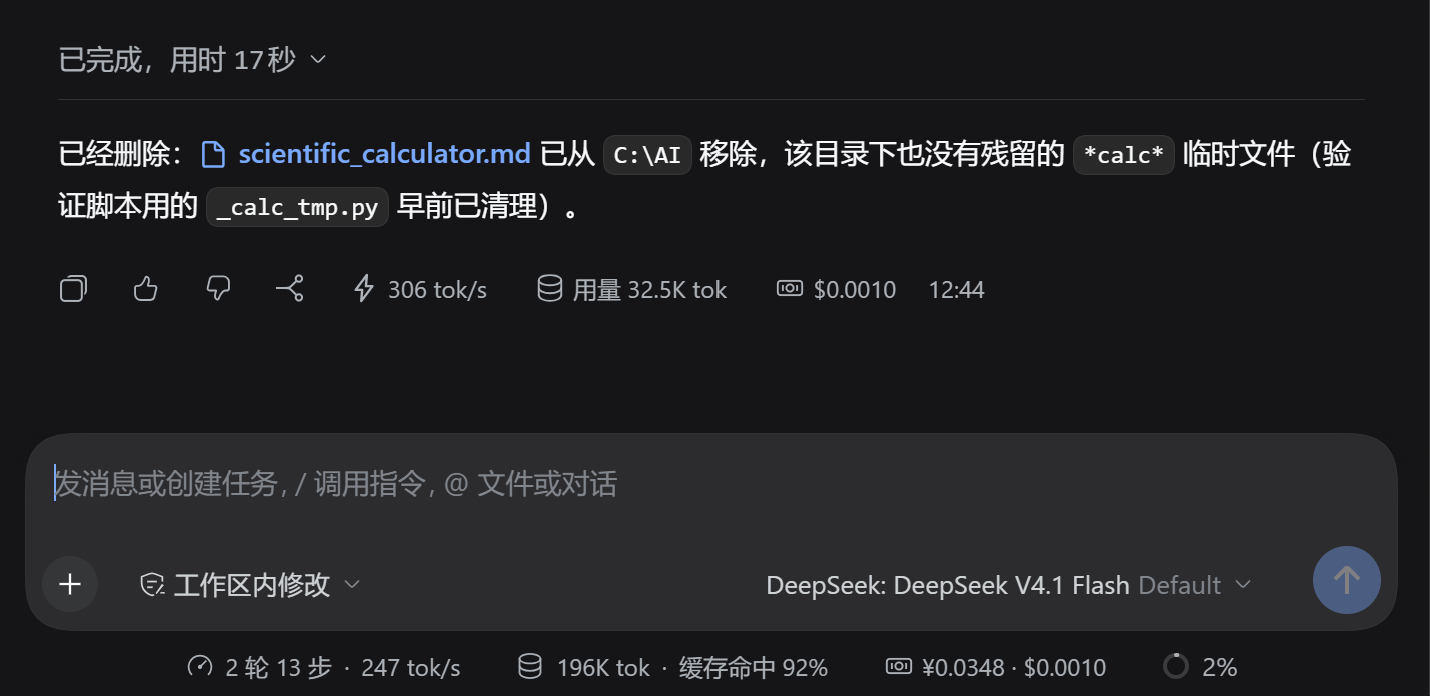 已完成，用时 17秒
已经删除： scientific_calculator.md 已从 C:\AI 移除，该目录下也没有残留的 *calc* 临时文件（验
证脚本用的 _calc_tmp.py 早前已清理）。
306 tok/s 用量 32.5K tok $0.0010 12:44
发消息或创建任务, / 调用指令, @ 文件或对话
工作区内修改 DeepSeek: DeepSeek V4.1 Flash Default
2 轮 13 步 · 247 tok/s 196K tok · 缓存命中 92% ¥0.0348 · $0.0010 2%